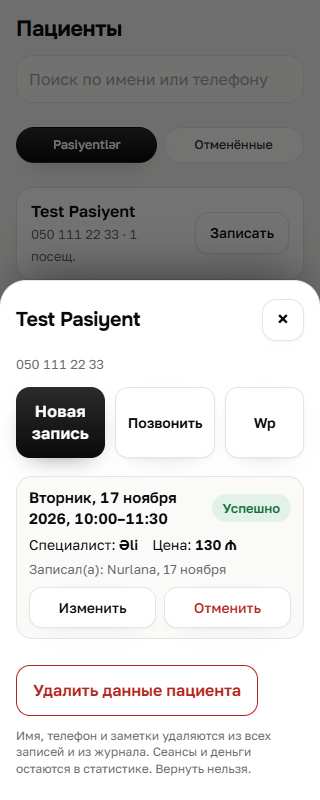 Пациенты
Поиск по имени или телефону
Pasiyentlər
Отменённые
Test Pasiyent
050 111 22 33 · 1
посещ.
Записать
Test Pasiyent
×
050 111 22 33
Новая
запись
Позвонить
Wp
Вторник, 17 ноября
2026, 10:00–11:30
Успешно
Специалист: Əli Цена: 130 ₼
Записал(а): Nurlana, 17 ноября
Изменить
Отменить
Удалить данные пациента
Имя, телефон и заметки удаляются из всех
записей и из журнала. Сеансы и деньги
остаются в статистике. Вернуть нельзя.